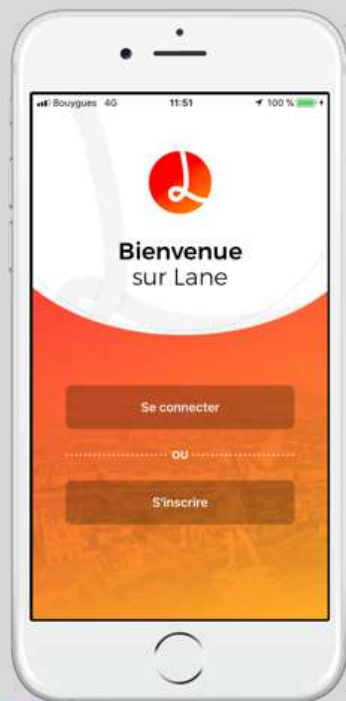 Bouygues 4G 11:51 100 %
Bienvenue
sur Lane
Se connecter
OU
S'inscrire